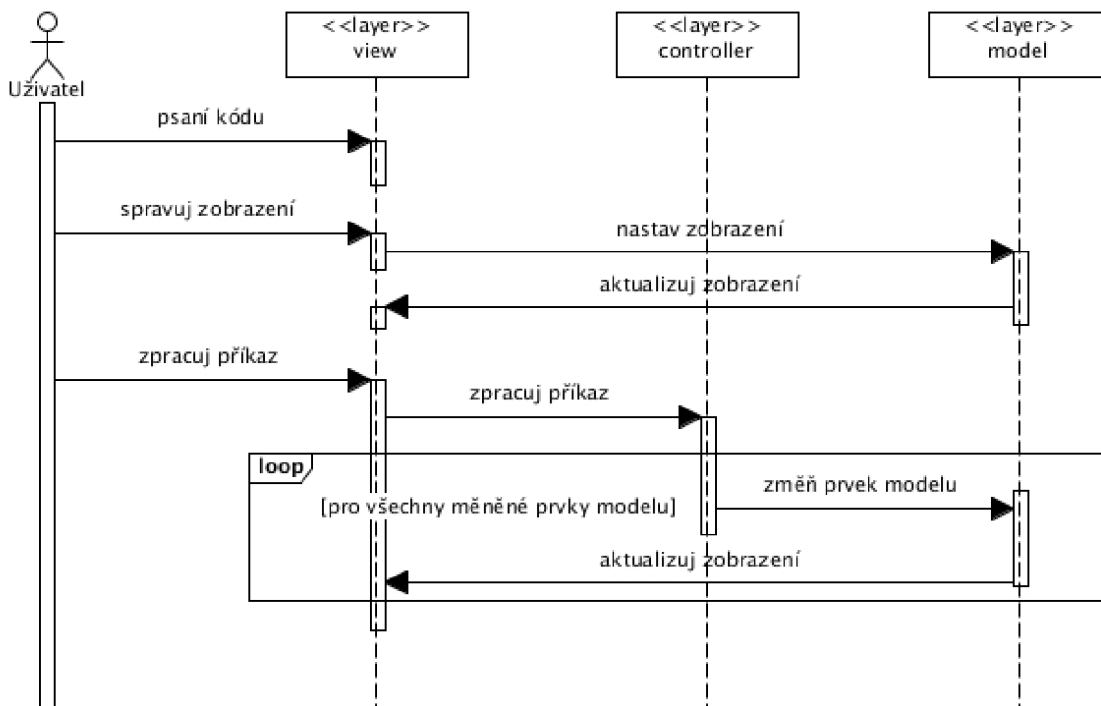 <<layer>>
view
<<layer>>
controller
<<layer>>
model
Uživatel
psaní kódu
spravuj zobrazení
nastav zobrazení
aktualizuj zobrazení
zpracuj příkaz
zpracuj příkaz
loop
[pro všechny měněné prvky modelu]
změň prvek modelu
aktualizuj zobrazení